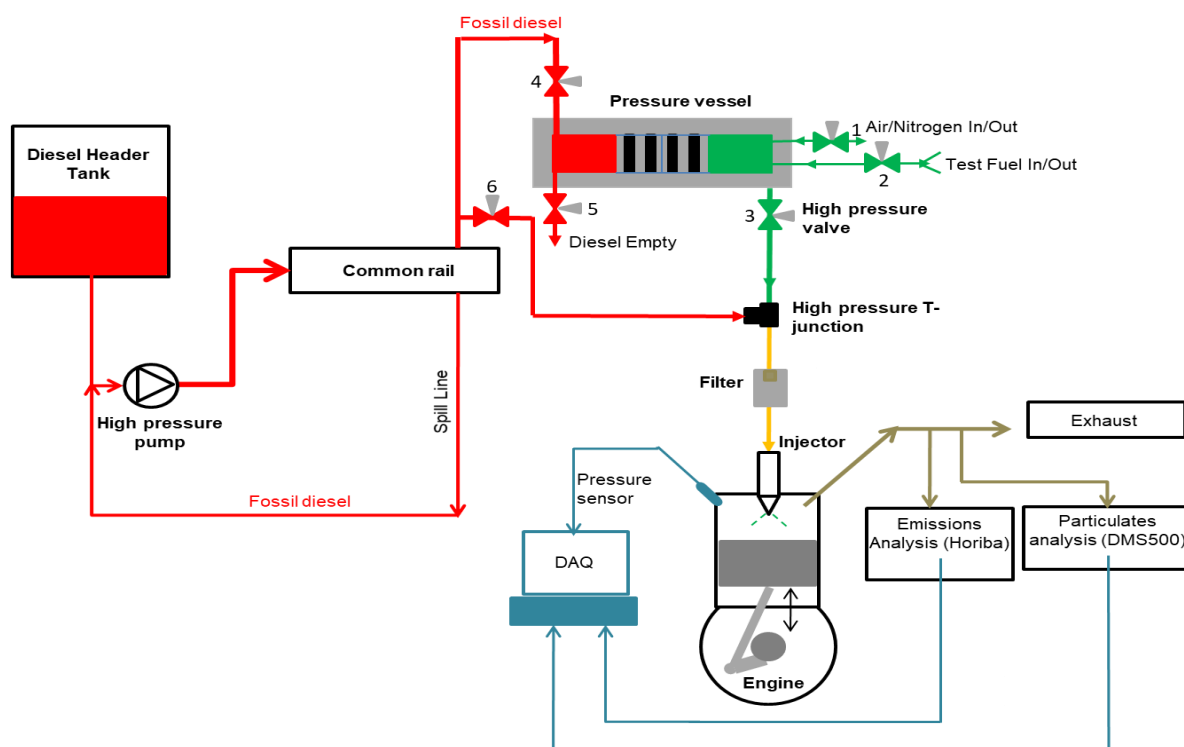 Fossil diesel
4
Pressure vessel
1
Air/Nitrogen In/Out
Diesel Header
Tank
Test Fuel In/Out
2
6
5
3
High pressure
valve
Diesel Empty
Common rail
High pressure T-
junction
Spill Line
Filter
High pressure
pump
Injector
Exhaust
Pressure
sensor
Fossil diesel
Emissions
Analysis (Horiba)
Particulates
analysis (DMS500)
DAQ
Engine